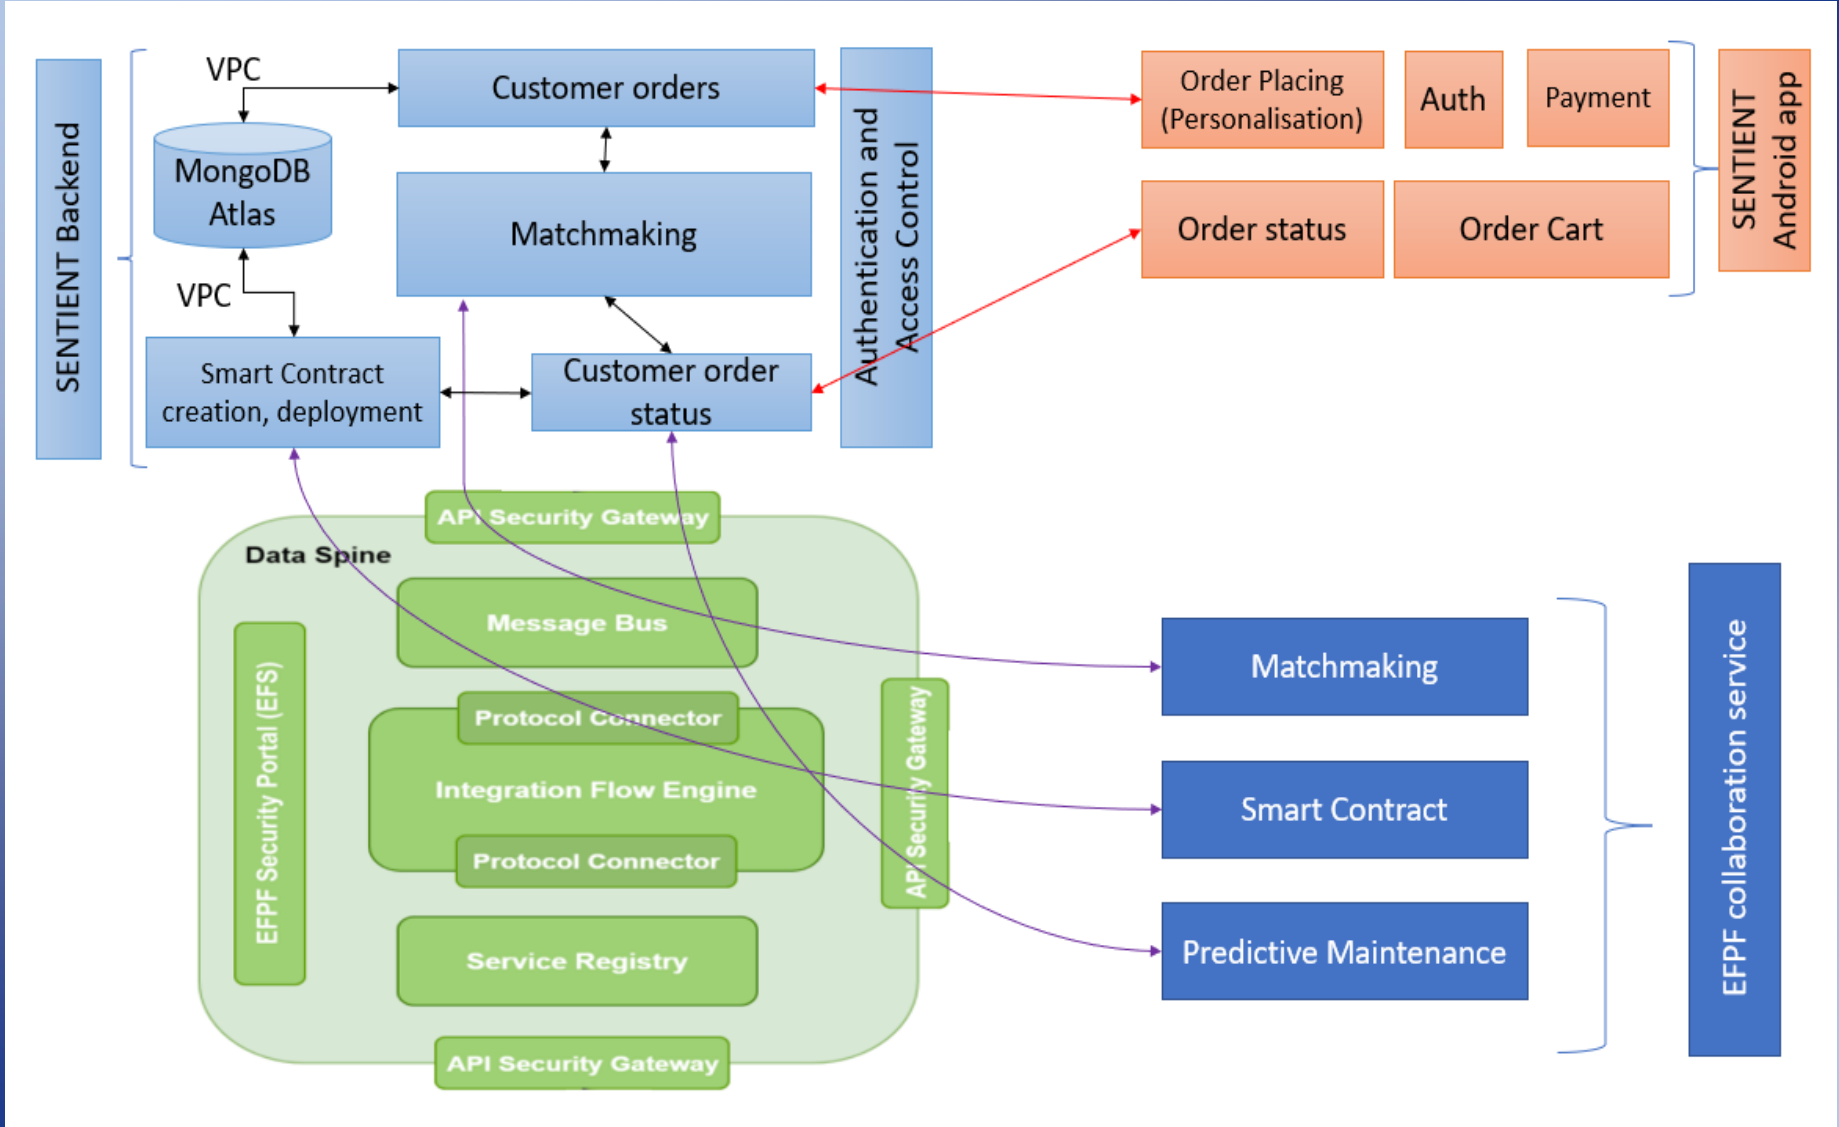 SENTIENT Backend
VPC
MongoDB
Atlas
VPC
Customer orders
Matchmaking
Smart Contract
creation, deployment
Customer order
status
Authentication and
Access Control
Order Placing
(Personalisation)
Auth
Payment
Order status
Order Cart
SENTIENT
Android app
API Security Gateway
Data Spine
Message Bus
EFPF Security Portal (EFS)
Protocol Connector
Integration Flow Engine
Protocol Connector
API Security Gateway
Service Registry
API Security Gateway
Matchmaking
Smart Contract
Predictive Maintenance
EFPF collaboration service